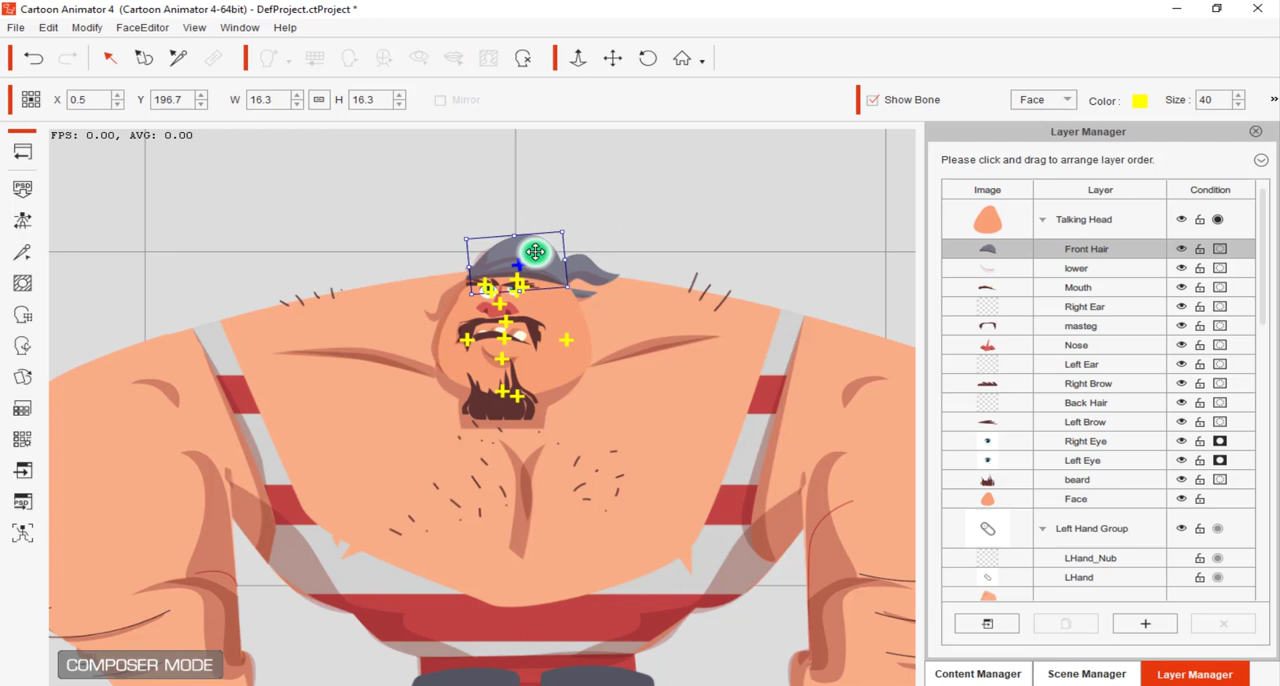 Cartoon Animator 4 (Cartoon Animator 4-64bit) - DefProject.ctProject *
File Edit Modify FaceEditor View Window Help
X 0.5 Y 196.7 W 16.3 H 16.3 Mirror Show Bone Face Color : Size : 40 »
FPS: 0.00, AVG: 0.00
Layer Manager
Please click and drag to arrange layer order.
Image Layer Condition
Talking Head
Front Hair
lower
Mouth
Right Ear
masteg
Nose
Left Ear
Right Brow
Back Hair
Left Brow
Right Eye
Left Eye
beard
Face
Left Hand Group
LHand_Nub
LHand
PSD
PSD
COMPOSER MODE
Content Manager Scene Manager Layer Manager